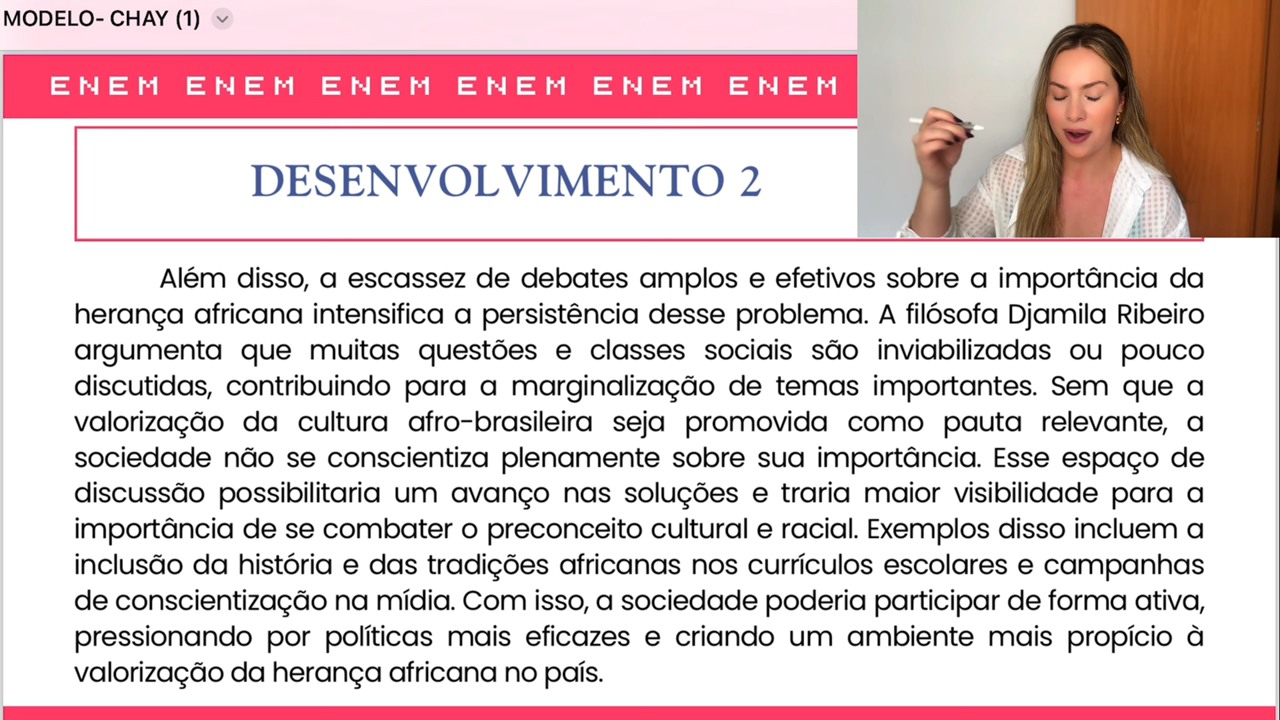 MODELO- CHAY (1)
ENEM ENEM ENEM ENEM ENEM ENEM
DESENVOLVIMENTO 2
Além disso, a escassez de debates amplos e efetivos sobre a importância da
herança africana intensifica a persistência desse problema. A filósofa Djamila Ribeiro
argumenta que muitas questões e classes sociais são inviabilizadas ou pouco
discutidas, contribuindo para a marginalização de temas importantes. Sem que a
valorização da cultura afro-brasileira seja promovida como pauta relevante, a
sociedade não se conscientiza plenamente sobre sua importância. Esse espaço de
discussão possibilitaria um avanço nas soluções e traria maior visibilidade para a
importância de se combater o preconceito cultural e racial. Exemplos disso incluem a
inclusão da história e das tradições africanas nos currículos escolares e campanhas
de conscientização na mídia. Com isso, a sociedade poderia participar de forma ativa,
pressionando por políticas mais eficazes e criando um ambiente mais propício à
valorização da herança africana no país.